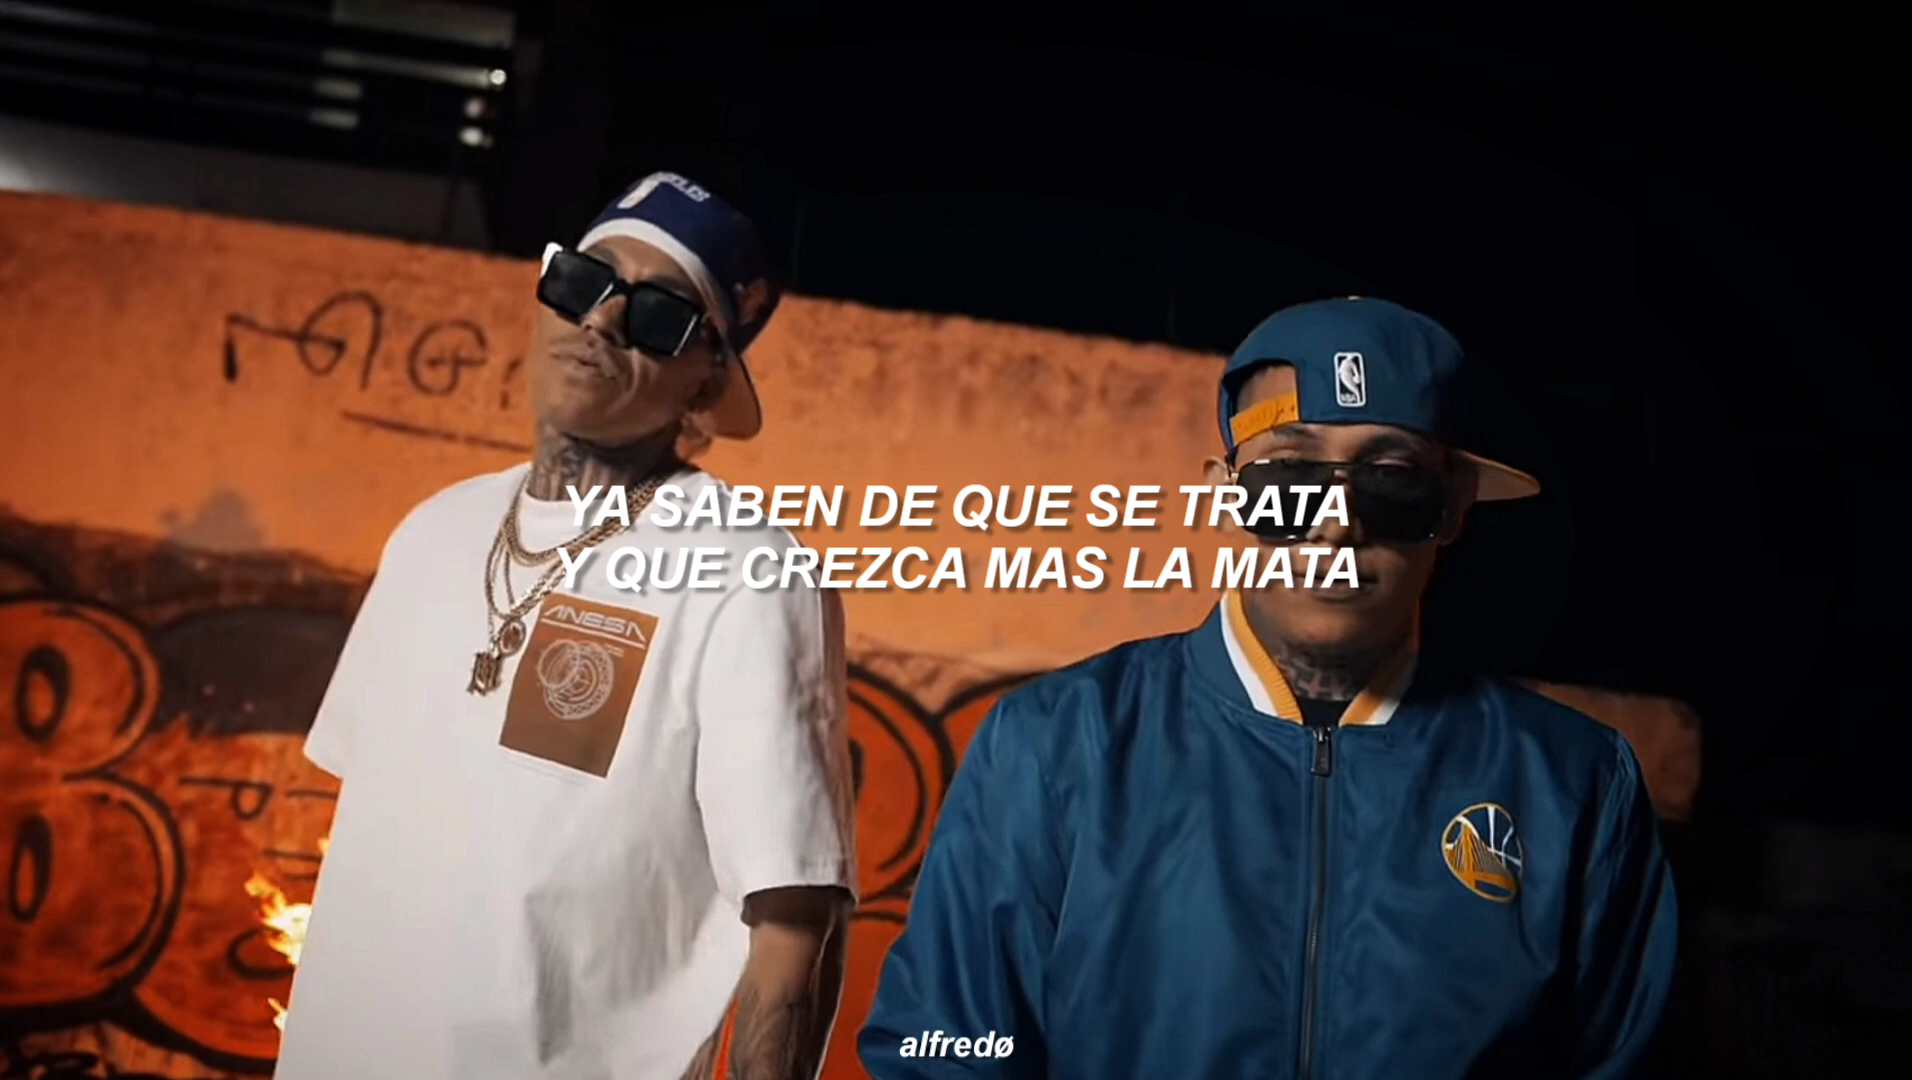 YA SABEN DE QUE SE TRATA
Y QUE CREZCA MAS LA MATA
ANESA
alfredø